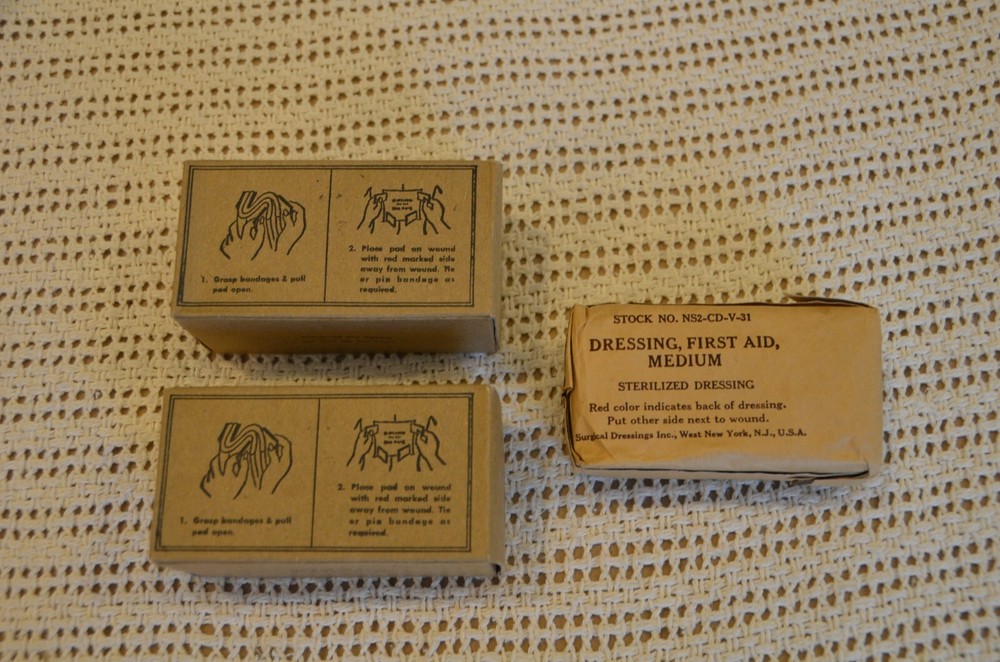 1. Grasp bandages & pull
pad open.
2. Place pad on wound
with red marked side
away from wound. Tie
or pin bandage as
required.
1. Grasp bandages & pull
pad open.
2. Place pad on wound
with red marked side
away from wound. Tie
or pin bandage as
required.
STOCK NO. NS2-CD-V-31
DRESSING, FIRST AID,
MEDIUM
STERILIZED DRESSING
Red color indicates back of dressing.
Put other side next to wound.
Surgical Dressings Inc., West New York, N.J., U.S.A.